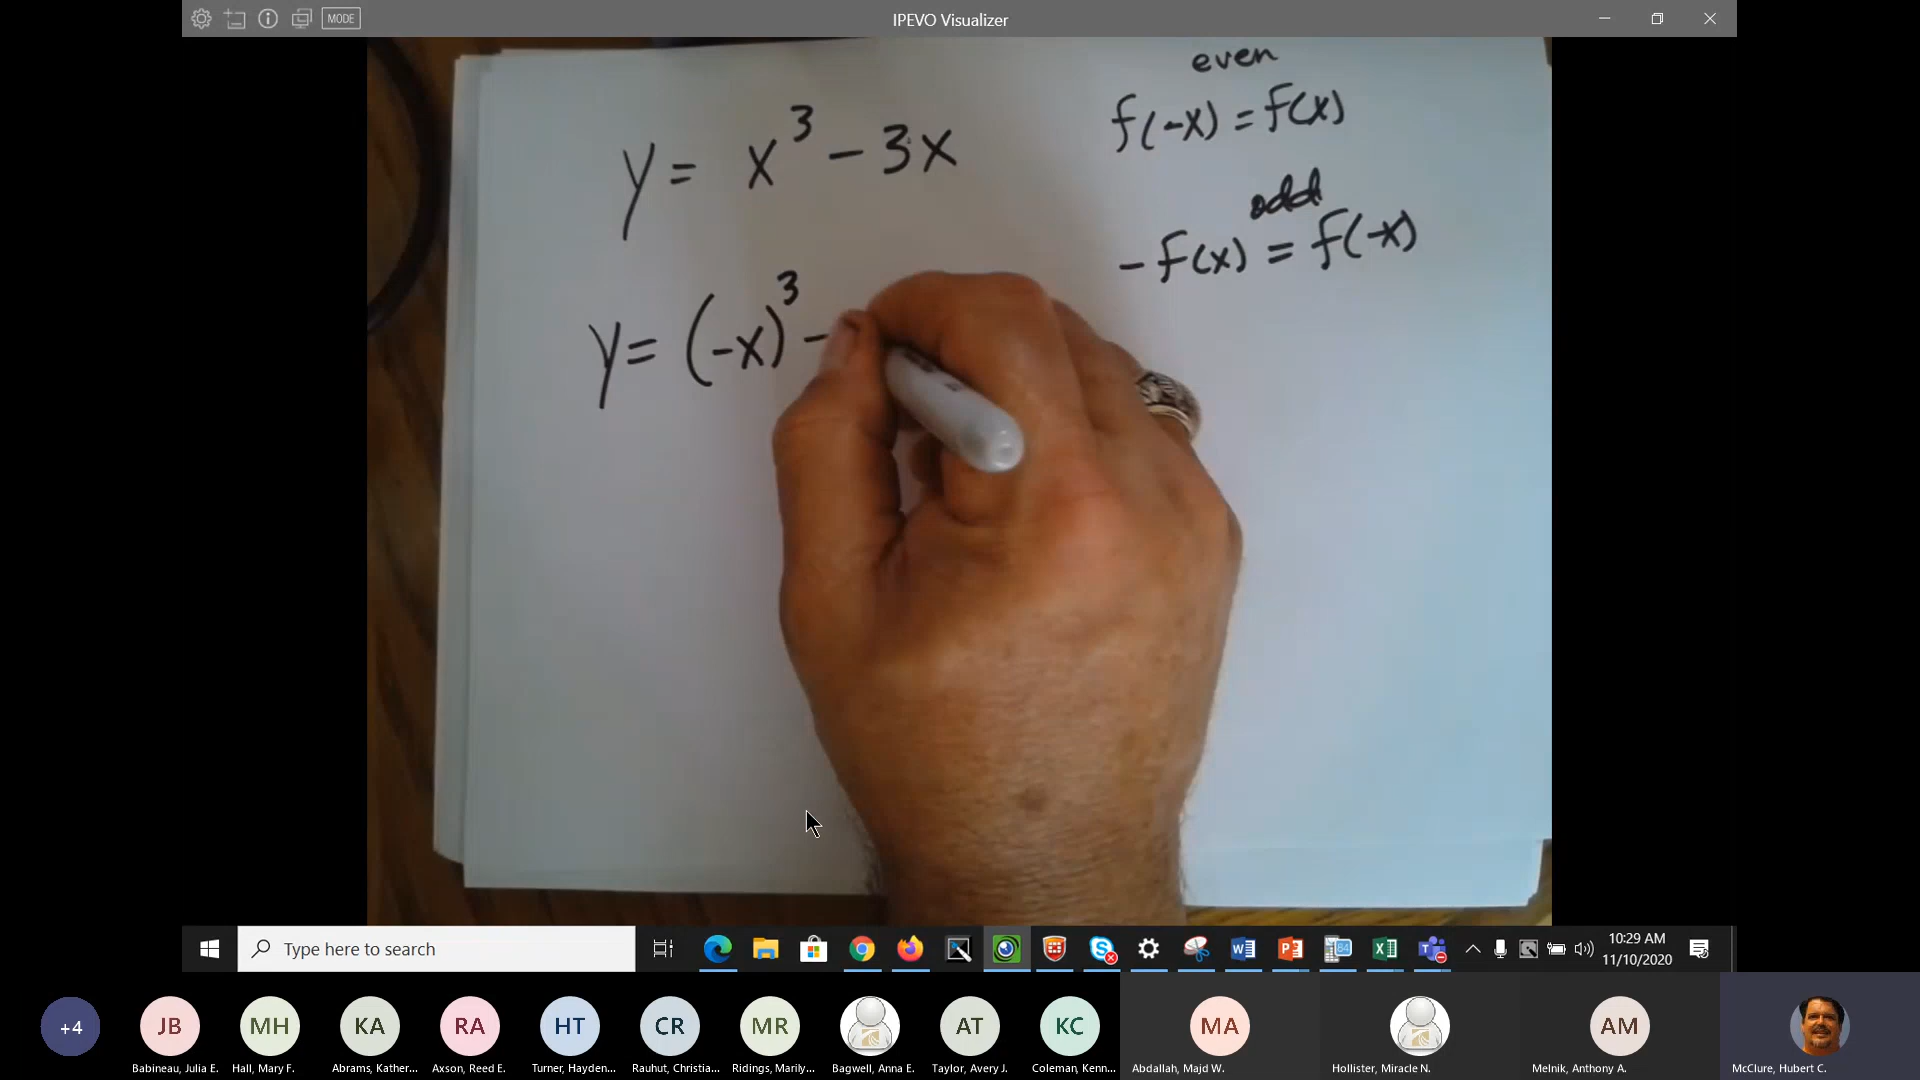 MODE
IPEVO Visualizer
even
f(-x) = f(x)
y = x³ - 3x
odd
-f(x) = f(-x)
y = (-x)³ -
Type here to search
10:29 AM
11/10/2020
+4
JB
MH
KA
RA
HT
CR
MR
AT
KC
MA
AM
Babineau, Julia E.
Hall, Mary F.
Abrams, Kather...
Axson, Reed E.
Turner, Hayden...
Rauhut, Christia...
Ridings, Marily...
Bagwell, Anna E.
Taylor, Avery J.
Coleman, Kenn...
Abdallah, Majd W.
Hollister, Miracle N.
Melnik, Anthony A.
McClure, Hubert C.